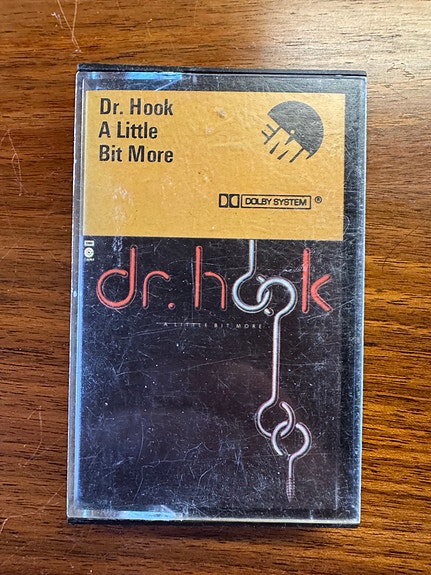 Dr. Hook
A Little
Bit More
EMI
DOLBY SYSTEM ®
dr. hook
A LITTLE BIT MORE